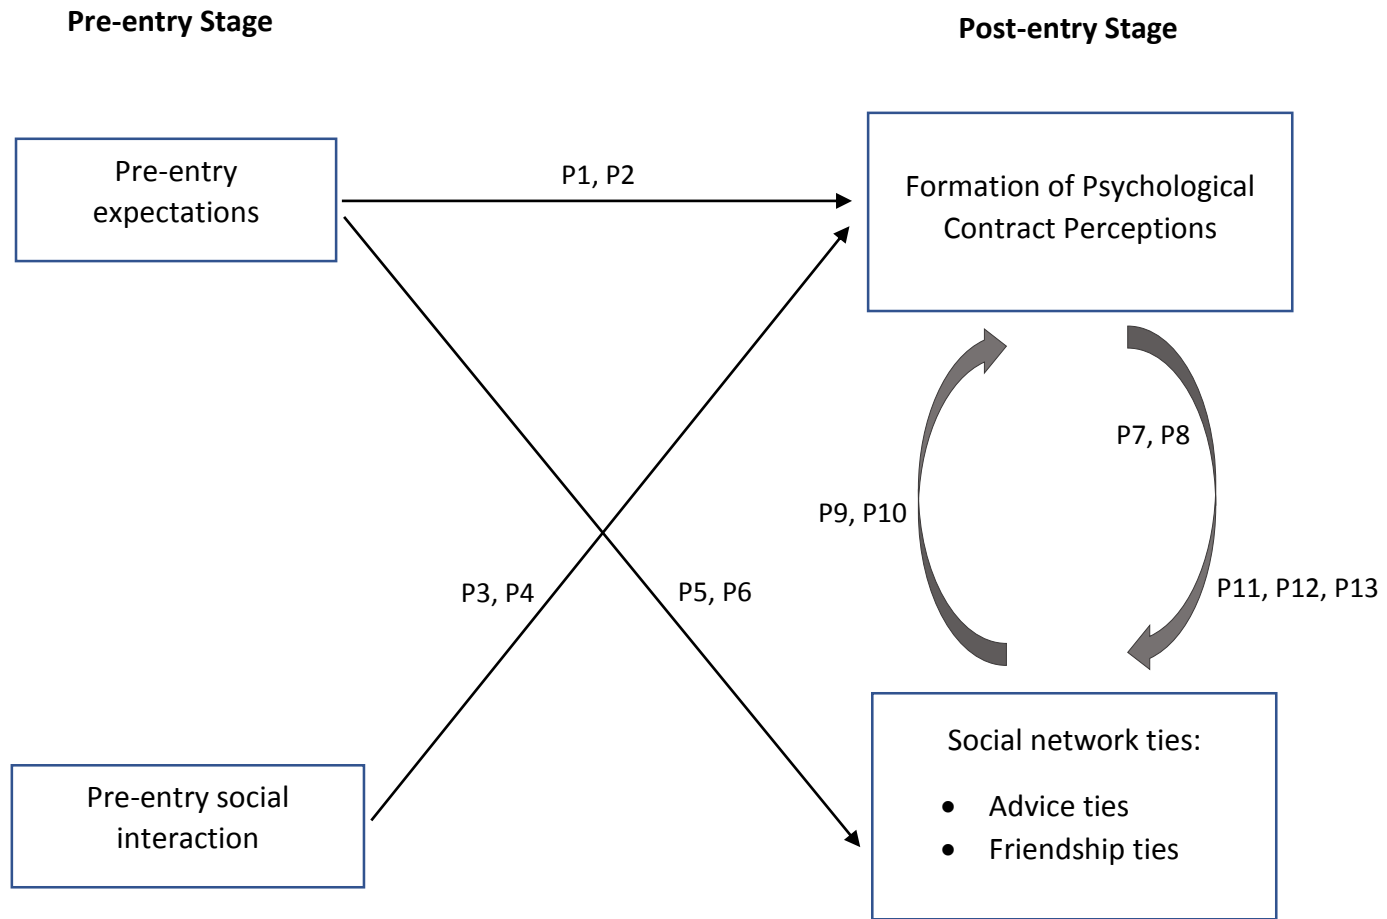 Pre-entry Stage
Post-entry Stage
Pre-entry
expectations
P1, P2
Formation of Psychological
Contract Perceptions
P7, P8
P9, P10
P3, P4
P5, P6
P11, P12, P13
Pre-entry social
interaction
Social network ties:
• Advice ties
• Friendship ties